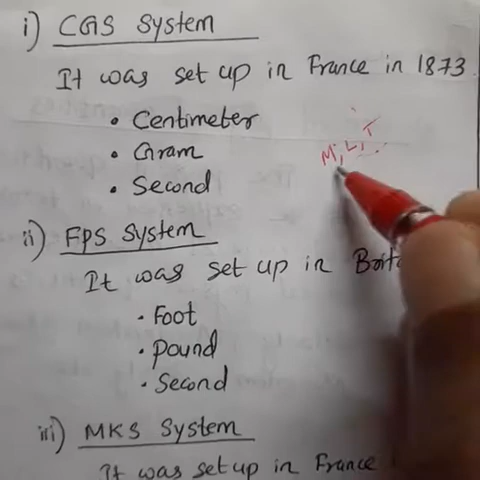 i) CGS System
It was set up in France in 1873
• Centimeter
• Gram
• Second
M, L, T
ii) FPS System
It was set up in
• Foot
• Pound
• Second
iii) MKS System
It was set up in France